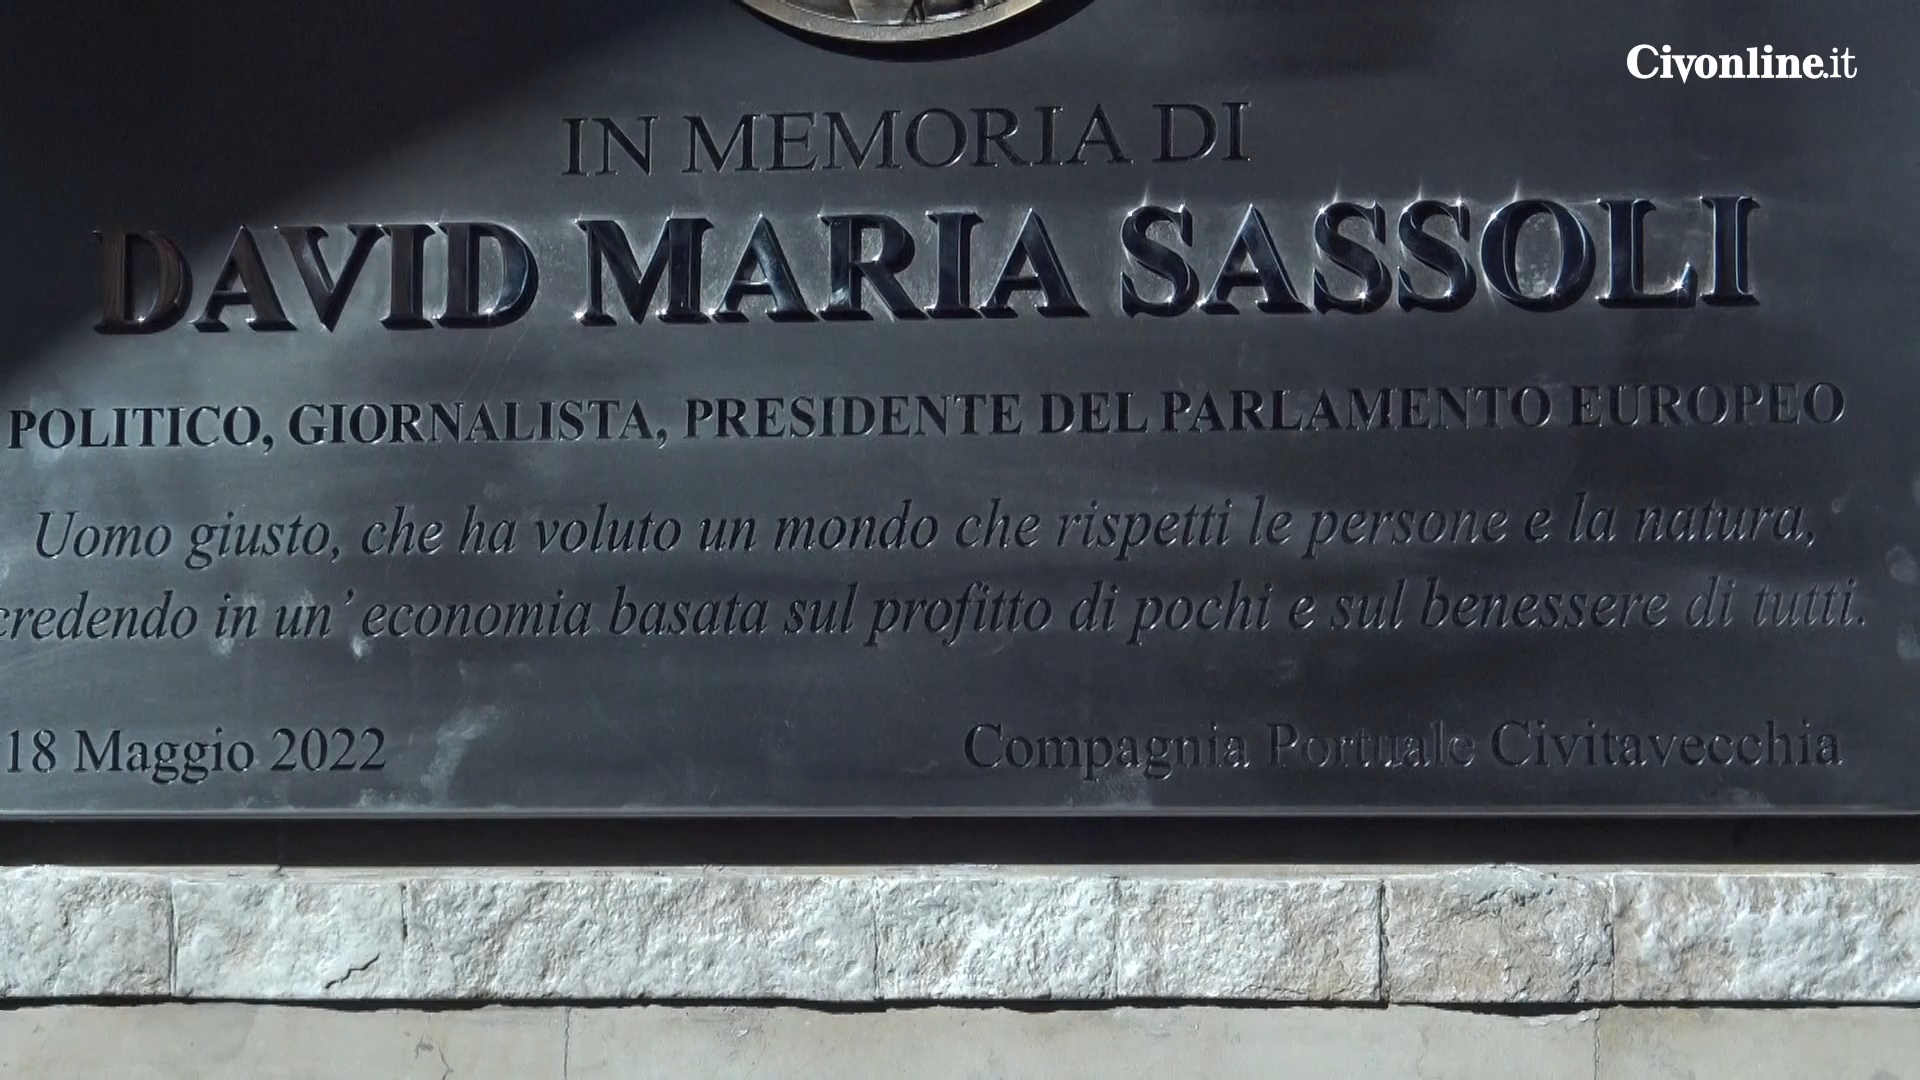 Civonline.it
IN MEMORIA DI
DAVID MARIA SASSOLI
POLITICO, GIORNALISTA, PRESIDENTE DEL PARLAMENTO EUROPEO
Uomo giusto, che ha voluto un mondo che rispetti le persone e la natura,
credendo in un' economia basata sul profitto di pochi e sul benessere di tutti.
18 Maggio 2022 Compagnia Portuale Civitavecchia